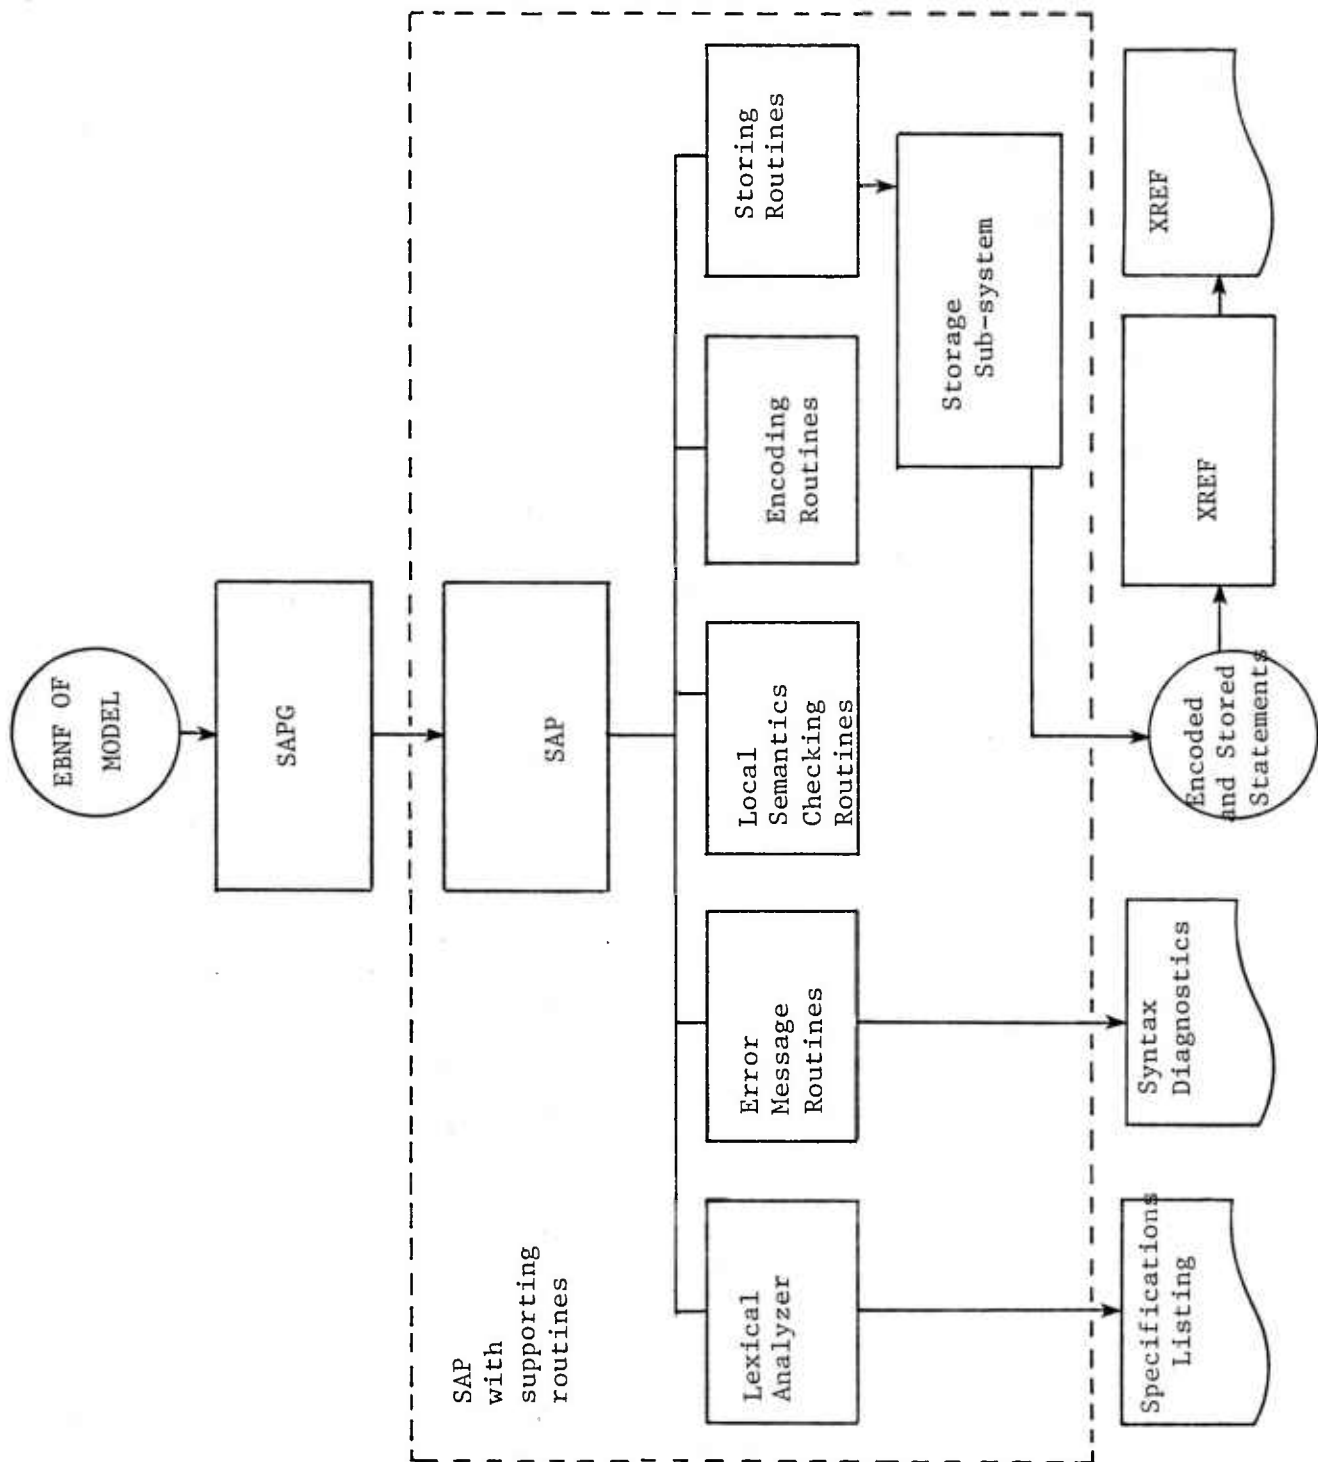 EBNF OF
MODEL
SAPG
SAP
with
supporting
routines
SAP
Lexical
Analyzer
Error
Message
Routines
Local
Semantics
Checking
Routines
Encoding
Routines
Storing
Routines
Storage
Sub-system
Specifications
Listing
Syntax
Diagnostics
Encoded
and Stored
Statements
XREF
XREF